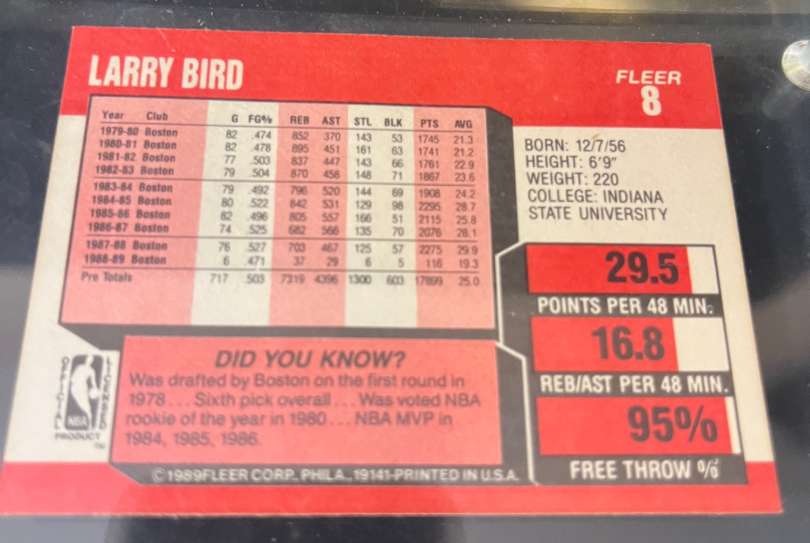 LARRY BIRD
FLEER
8
Year Club G FG% REB AST STL BLK PTS AVG
1979-80 Boston 82 .474 852 370 143 53 1745 21.3
1980-81 Boston 82 .478 895 451 161 63 1741 21.2
1981-82 Boston 77 .503 837 447 143 66 1761 22.9
1982-83 Boston 79 .504 870 458 148 71 1867 23.6
1983-84 Boston 79 .492 796 520 144 69 1908 24.2
1984-85 Boston 80 .522 842 531 129 98 2295 28.7
1985-86 Boston 82 .496 805 557 166 51 2115 25.8
1986-87 Boston 74 .525 682 566 135 70 2076 28.1
1987-88 Boston 76 .527 703 467 125 57 2275 29.9
1988-89 Boston 6 .471 37 29 6 5 116 19.3
Pro Totals 717 .503 7319 4396 1300 603 17899 25.0
BORN: 12/7/56
HEIGHT: 6'9"
WEIGHT: 220
COLLEGE: INDIANA
STATE UNIVERSITY
29.5
POINTS PER 48 MIN.
16.8
REB/AST PER 48 MIN.
95%
FREE THROW %
DID YOU KNOW?
Was drafted by Boston on the first round in
1978 . . . Sixth pick overall . . . Was voted NBA
rookie of the year in 1980 . . . NBA MVP in
1984, 1985, 1986.
OFFICIAL
LICENSED
NBA
PRODUCT
TM
© 1989 FLEER CORP., PHILA., 19141-PRINTED IN U.S.A.